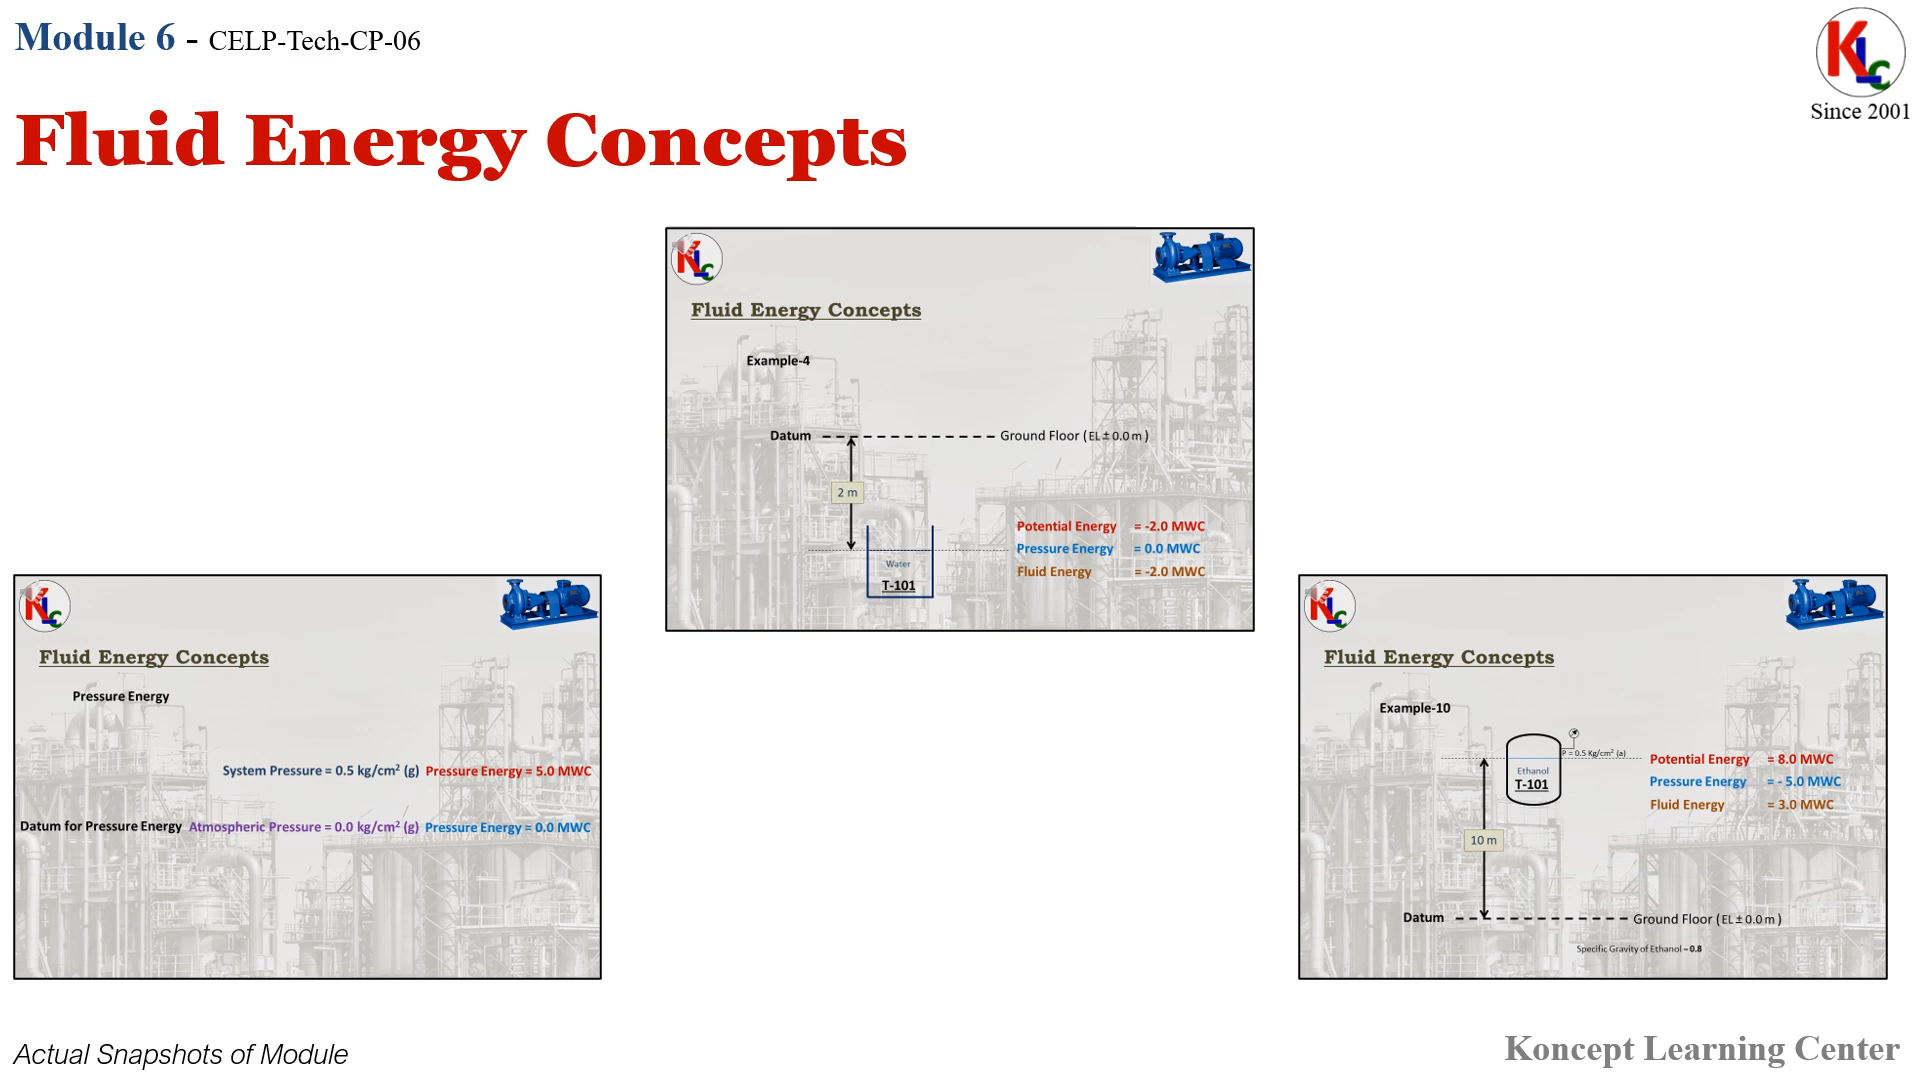 Module 6 - CELP-Tech-CP-06
KLC
Since 2001
Fluid Energy Concepts
KLC
Fluid Energy Concepts
Example-4
Datum
Ground Floor ( EL ± 0.0 m )
2 m
Potential Energy = -2.0 MWC
Pressure Energy = 0.0 MWC
Fluid Energy = -2.0 MWC
Water
T-101
KLC
Fluid Energy Concepts
Pressure Energy
System Pressure = 0.5 kg/cm² (g) Pressure Energy = 5.0 MWC
Datum for Pressure Energy Atmospheric Pressure = 0.0 kg/cm² (g) Pressure Energy = 0.0 MWC
KLC
Fluid Energy Concepts
Example-10
P = 0.5 Kg/cm² (a)
Ethanol
T-101
Potential Energy = 8.0 MWC
Pressure Energy = - 5.0 MWC
Fluid Energy = 3.0 MWC
10 m
Datum
Ground Floor ( EL ± 0.0 m )
Specific Gravity of Ethanol – 0.8
Actual Snapshots of Module
Koncept Learning Center